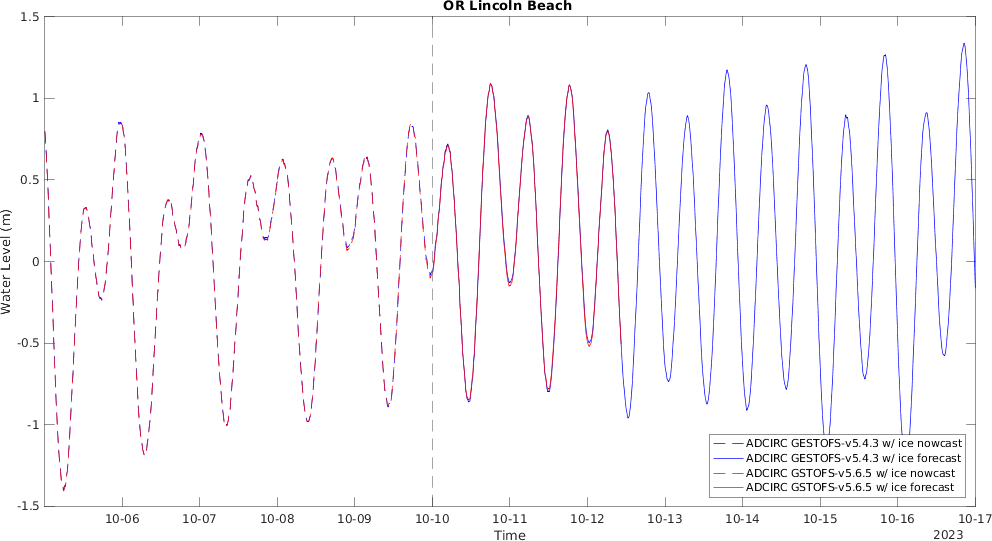 OR Lincoln Beach
1.5
1
0.5
0
-0.5
-1
-1.5
Water Level (m)
10-06 10-07 10-08 10-09 10-10 10-11 10-12 10-13 10-14 10-15 10-16 10-17
Time
2023
ADCIRC GESTOFS-v5.4.3 w/ ice nowcast
ADCIRC GESTOFS-v5.4.3 w/ ice forecast
ADCIRC GSTOFS-v5.6.5 w/ ice nowcast
ADCIRC GSTOFS-v5.6.5 w/ ice forecast